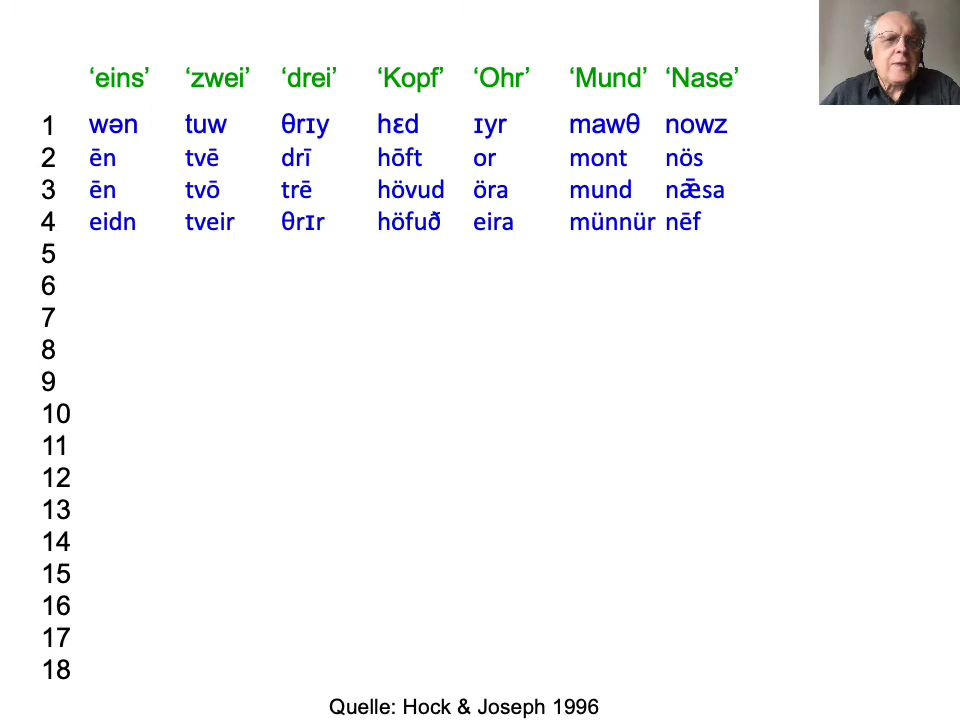 ‘eins’ ‘zwei’ ‘drei’ ‘Kopf’ ‘Ohr’ ‘Mund’ ‘Nase’
1 wən tuw θrɪy hɛd ɪyr mawθ nowz
2 ēn tvē drī hōft or mont nös
3 ēn tvō trē hövud öra mund nǣsa
4 eidn tveir θrɪr höfuð eira münnür nēf
5
6
7
8
9
10
11
12
13
14
15
16
17
18
Quelle: Hock & Joseph 1996